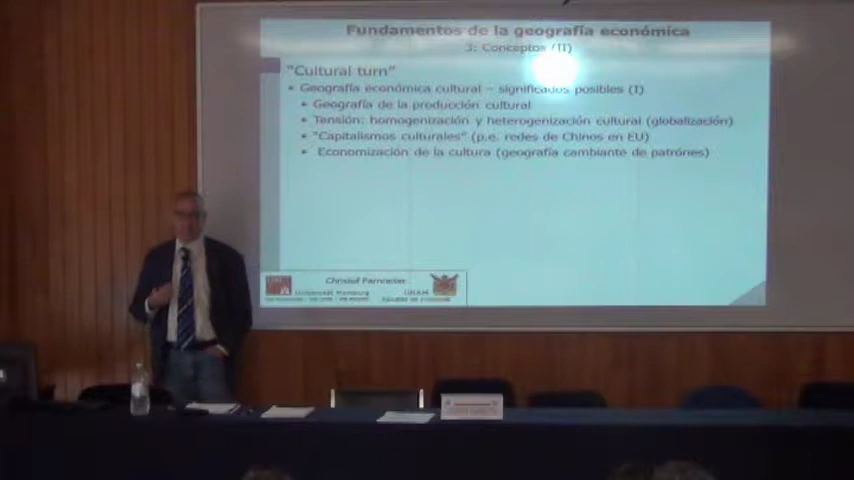 Fundamentos de la geografía económica
3: Conceptos (II)
"Cultural turn"
• Geografía económica cultural – significados posibles (I)
• Geografía de la producción cultural
• Tensión: homogenización y heterogenización cultural (globalización)
• "Capitalismos culturales" (p.e. redes de Chinos en EU)
• Economización de la cultura (geografía cambiante de patrónes)
Christof Parnreiter
Universität Hamburg
UNAM